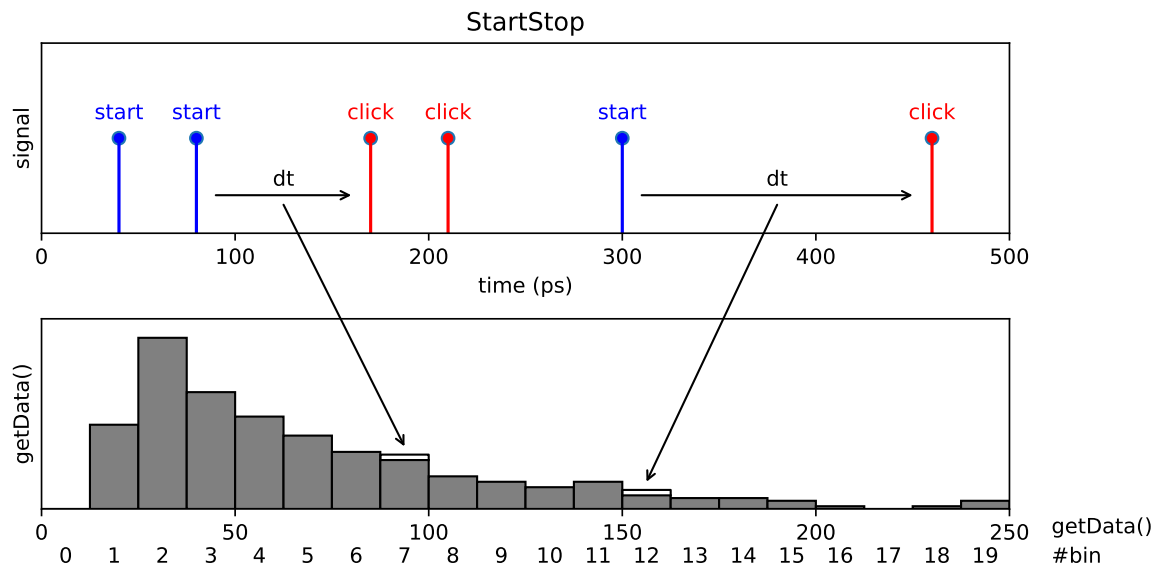 StartStop
start start click click start click
signal
dt dt
0 100 200 300 400 500
time (ps)
getData()
0 50 100 150 200 250 getData()
0 1 2 3 4 5 6 7 8 9 10 11 12 13 14 15 16 17 18 19 #bin